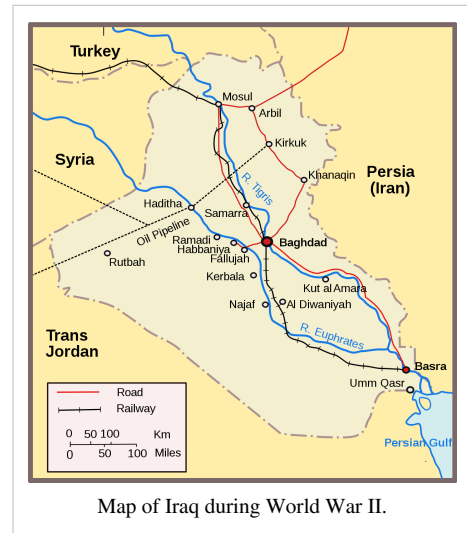 Turkey
Mosul
Arbil
Kirkuk
Syria
Khanaqin
Persia
(Iran)
R. Tigris
Haditha
Samarra
Oil Pipeline
Ramadi
Habbaniya
Fallujah
Baghdad
Rutbah
Kerbala
Kut al Amara
Najaf
Al Diwaniyah
R. Euphrates
Trans
Jordan
Basra
Umm Qasr
Persian Gulf
Road
Railway
0 50 100 Km
0 50 100 Miles
Map of Iraq during World War II.